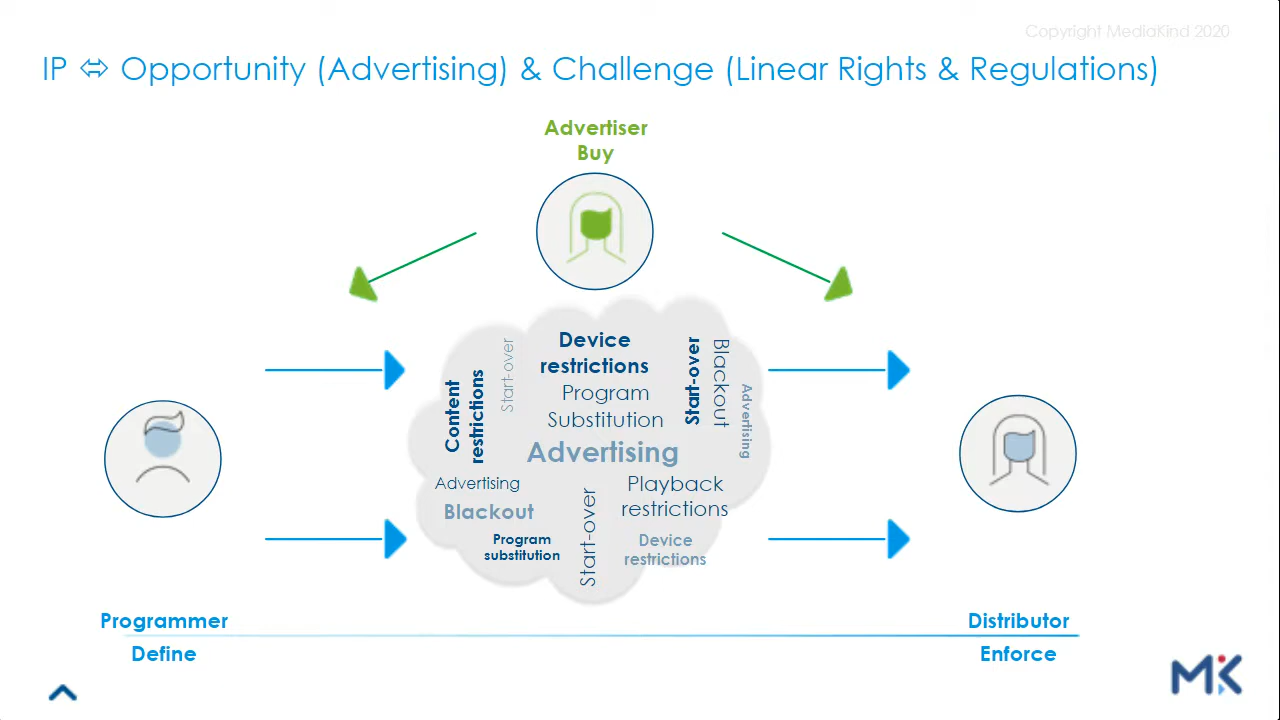 Copyright MediaKind 2020
IP ⬄ Opportunity (Advertising) & Challenge (Linear Rights & Regulations)
Advertiser
Buy
Device
restrictions
Program
Substitution
Start-over
Content
restrictions
Start-over
Blackout
Advertising
Advertising
Advertising
Blackout
Program
substitution
Start-over
Playback
restrictions
Device
restrictions
Programmer
Define
Distributor
Enforce
MK